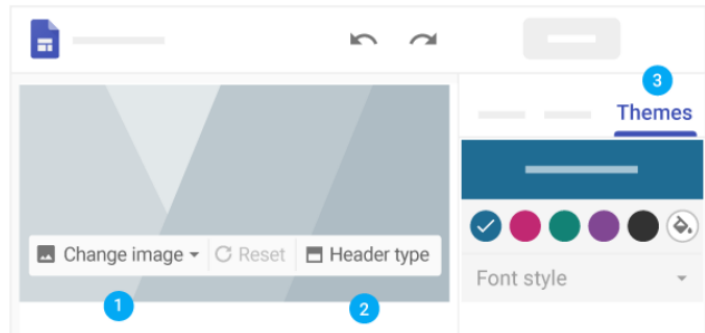 3
Themes
Change image
Reset
Header type
Font style
1
2